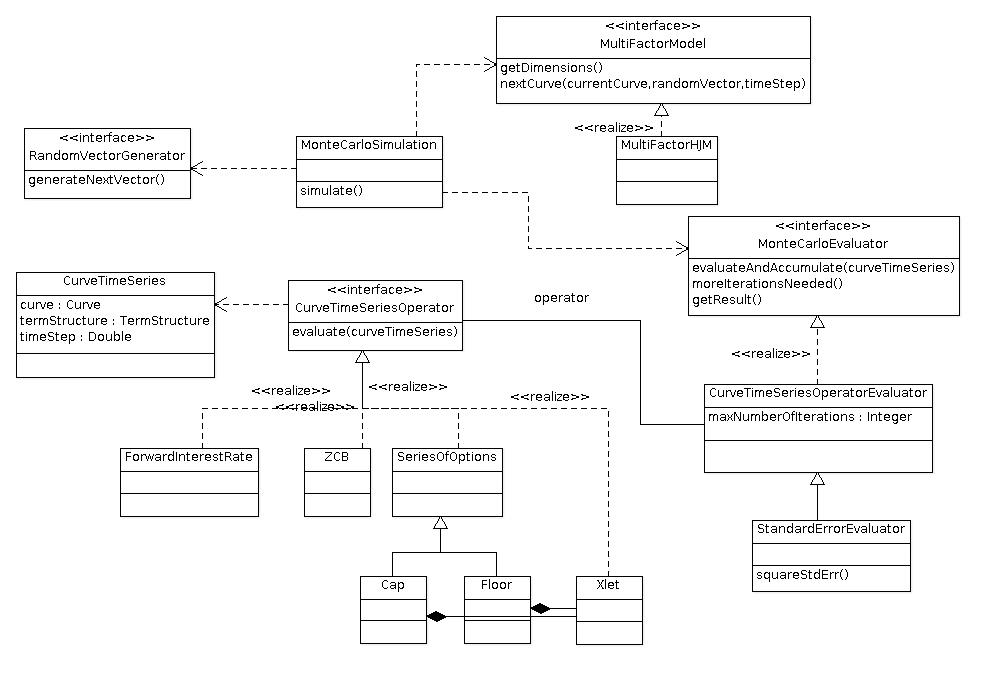 <<interface>>
MultiFactorModel
getDimensions()
nextCurve(currentCurve,randomVector,timeStep)
<<realize>>
<<interface>>
RandomVectorGenerator
generateNextVector()
MonteCarloSimulation
simulate()
MultiFactorHJM
<<interface>>
MonteCarloEvaluator
evaluateAndAccumulate(curveTimeSeries)
moreIterationsNeeded()
getResult()
CurveTimeSeries
curve : Curve
termStructure : TermStructure
timeStep : Double
<<interface>>
CurveTimeSeriesOperator
evaluate(curveTimeSeries)
operator
<<realize>>
<<realize>>
<<realize>>
<<realize>>
<<realize>>
CurveTimeSeriesOperatorEvaluator
maxNumberOfIterations : Integer
ForwardInterestRate
ZCB
SeriesOfOptions
StandardErrorEvaluator
squareStdErr()
Cap
Floor
Xlet